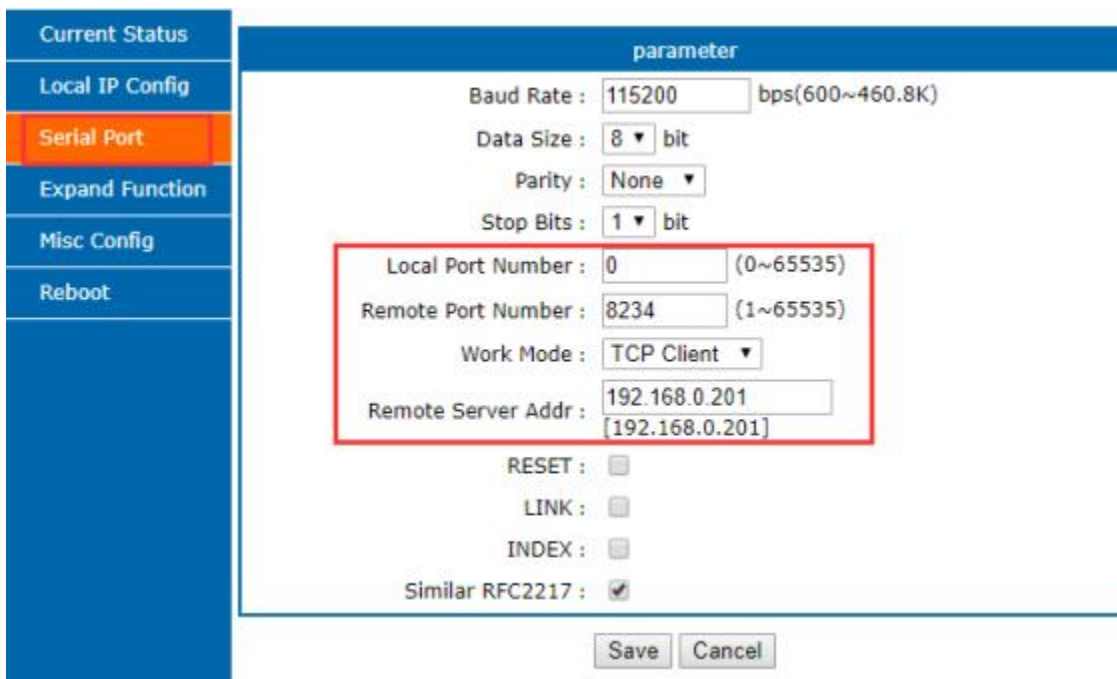 Current Status
Local IP Config
Serial Port
Expand Function
Misc Config
Reboot
parameter
Baud Rate : 115200 bps(600~460.8K)
Data Size : 8 bit
Parity : None
Stop Bits : 1 bit
Local Port Number : 0 (0~65535)
Remote Port Number : 8234 (1~65535)
Work Mode : TCP Client
Remote Server Addr : 192.168.0.201
[192.168.0.201]
RESET :
LINK :
INDEX :
Similar RFC2217 :
Save Cancel